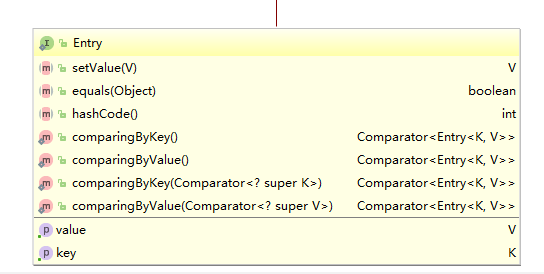 Entry
setValue(V) V
equals(Object) boolean
hashCode() int
comparingByKey() Comparator<Entry<K, V>>
comparingByValue() Comparator<Entry<K, V>>
comparingByKey(Comparator<? super K>) Comparator<Entry<K, V>>
comparingByValue(Comparator<? super V>) Comparator<Entry<K, V>>
value V
key K